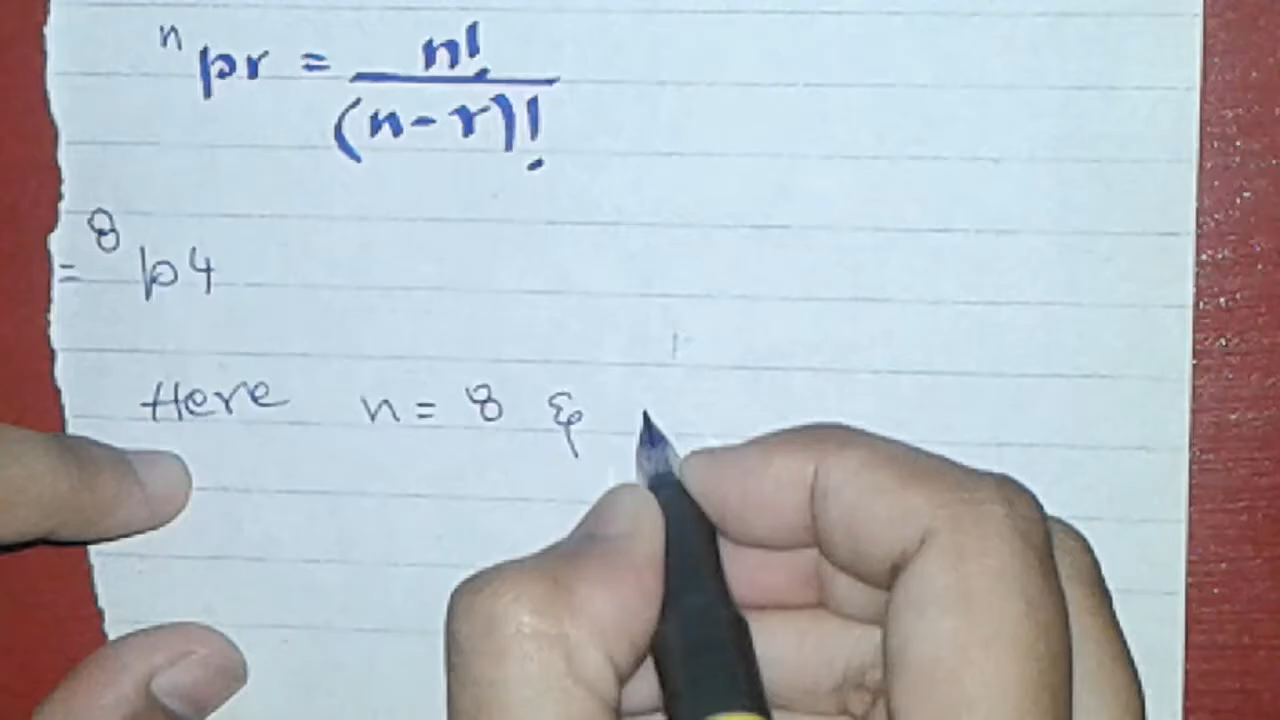 ⁿpr = n!
(n-r)!
= ⁸p4
Here n = 8 &